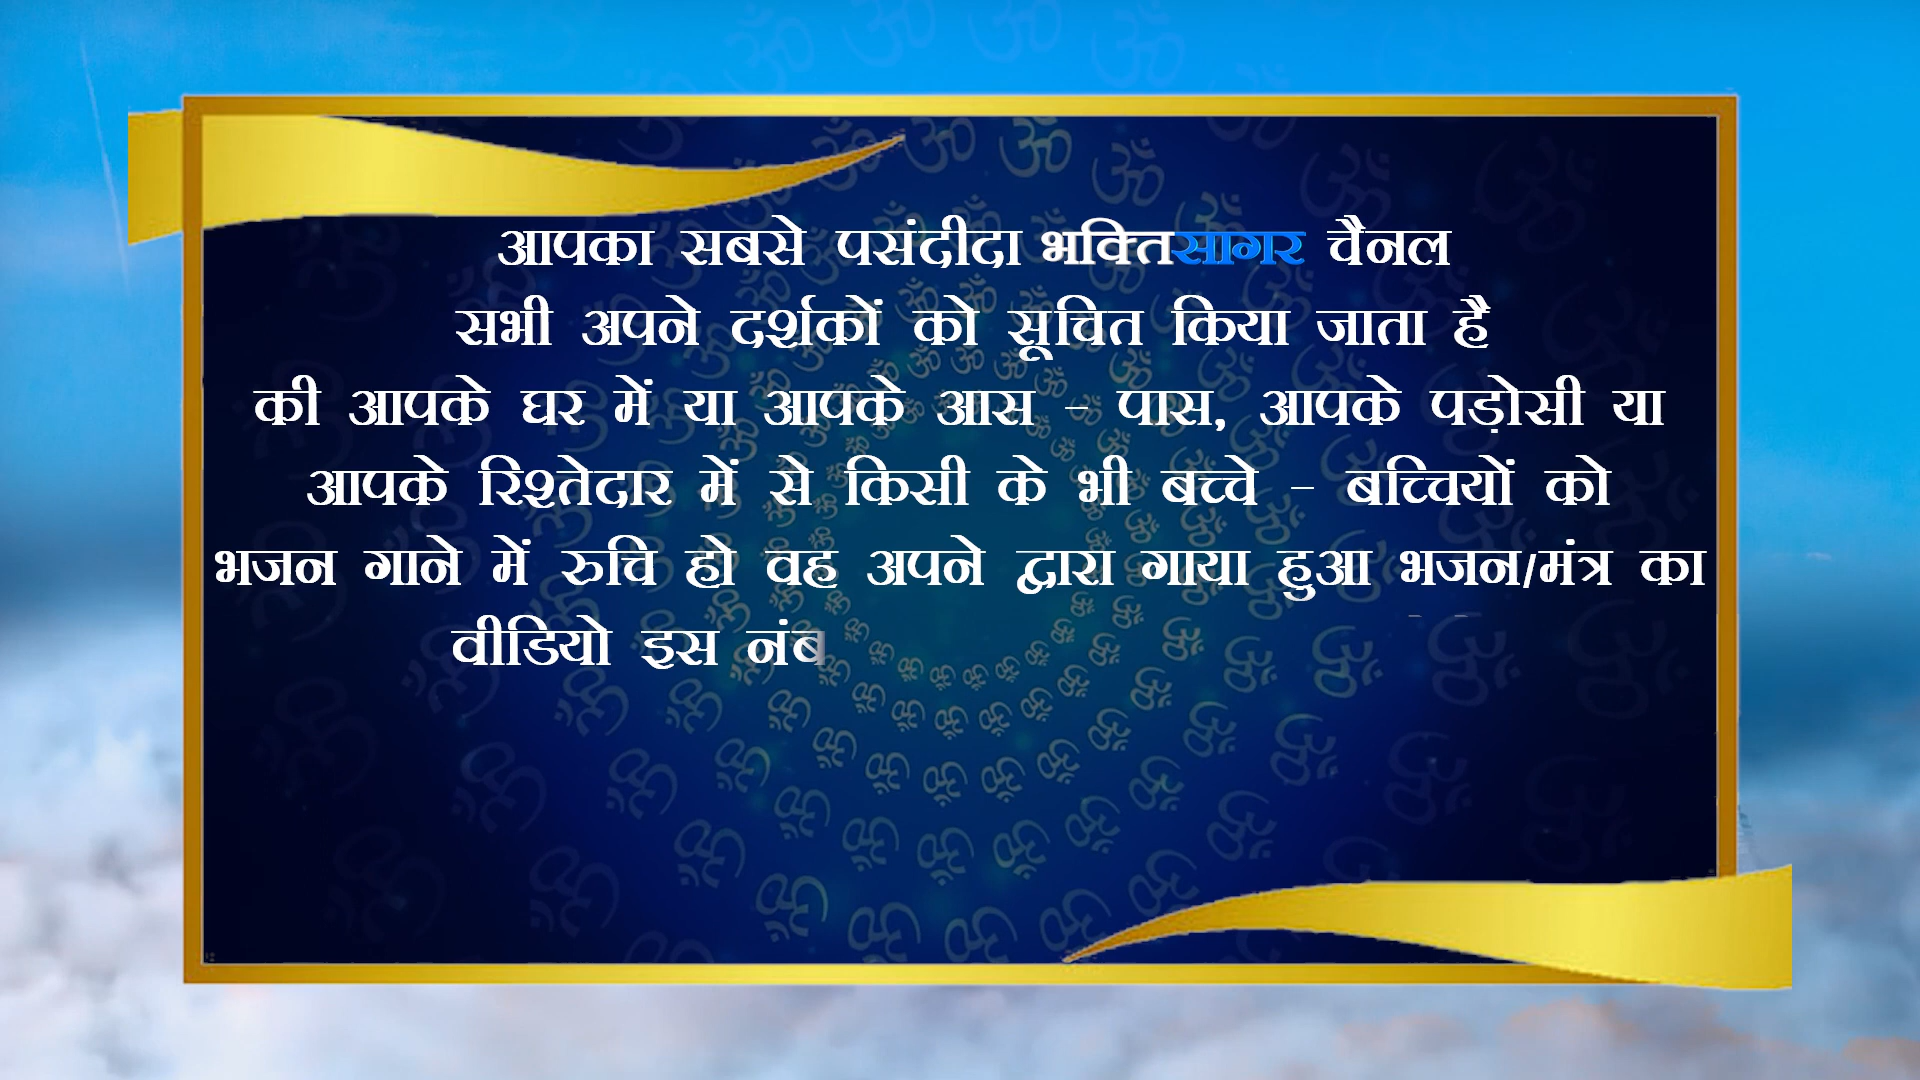 आपका सबसे पसंदीदा भक्तिसागर चैनल
सभी अपने दर्शकों को सूचित किया जाता है
की आपके घर में या आपके आस - पास, आपके पड़ोसी या
आपके रिश्तेदार में से किसी के भी बच्चे - बच्चियों को
भजन गाने में रुचि हो वह अपने द्वारा गाया हुआ भजन/मंत्र का
वीडियो इस नंब